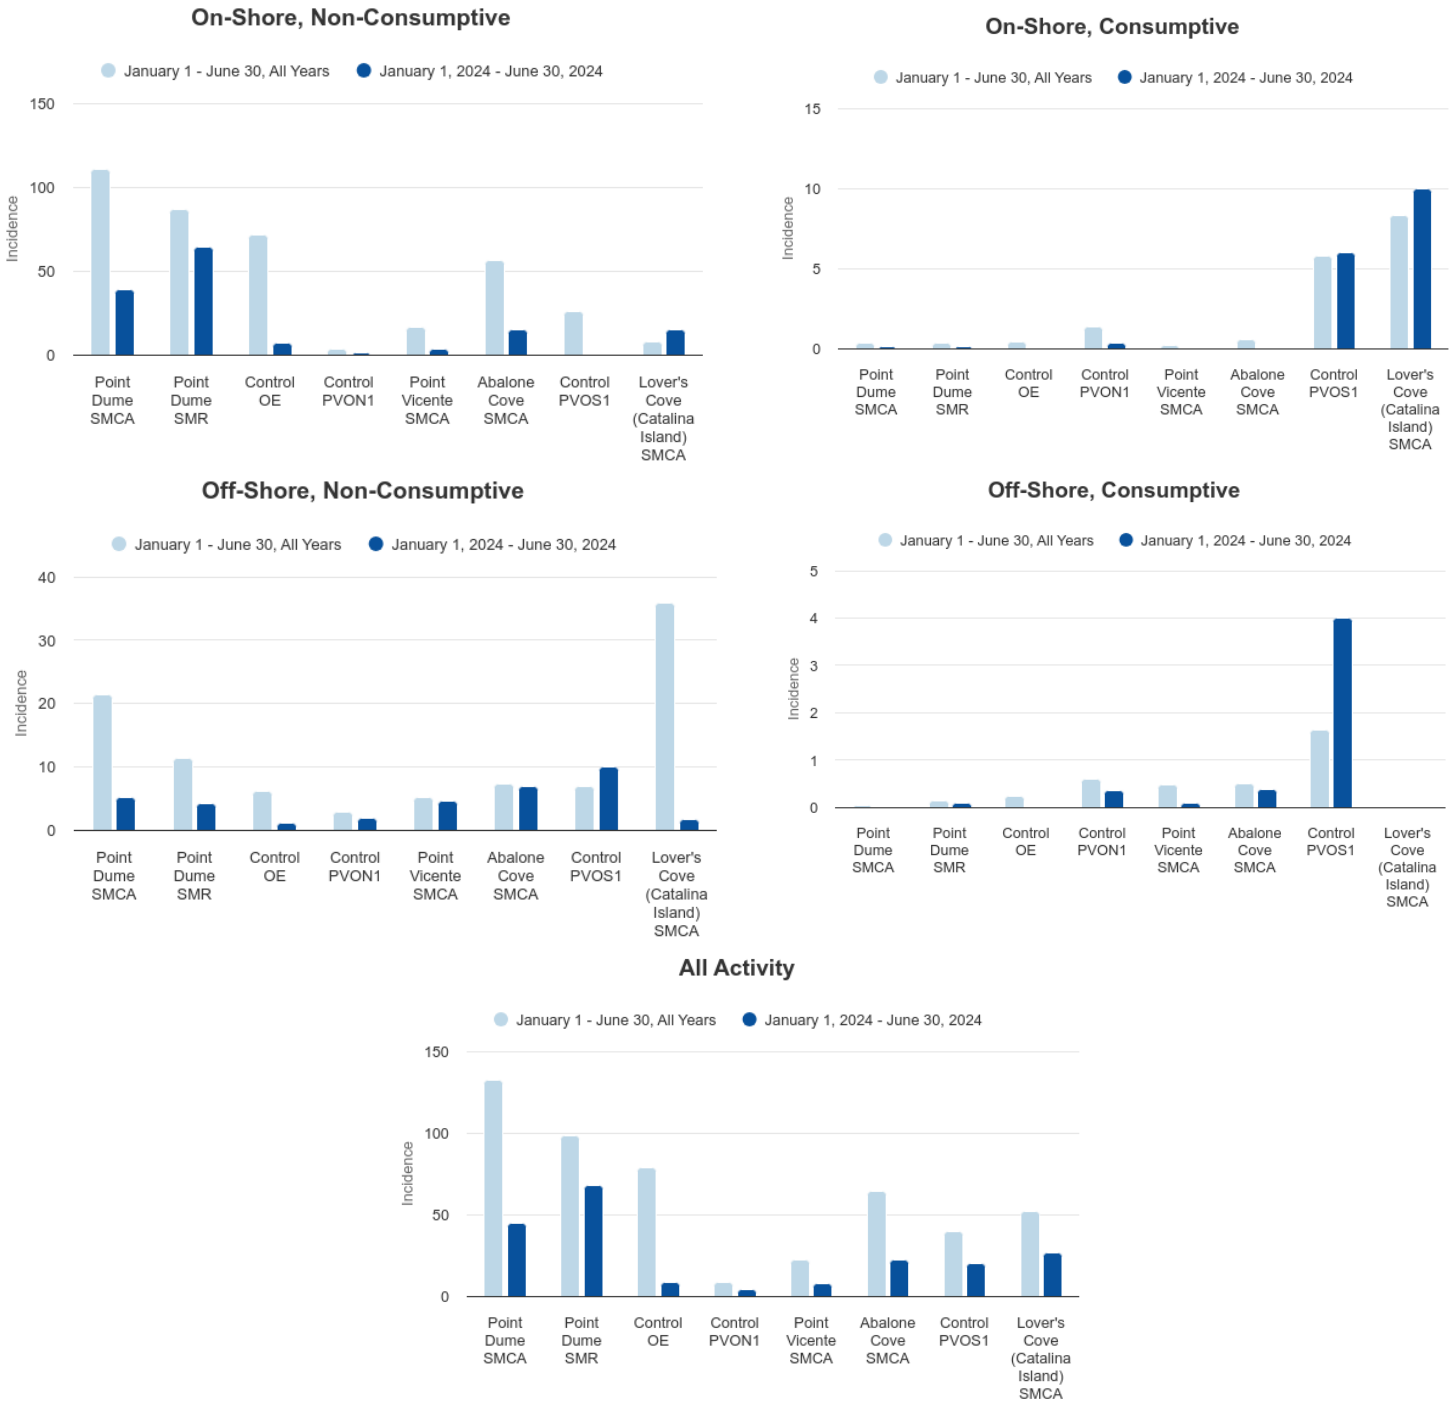 On-Shore, Non-Consumptive
January 1 - June 30, All Years
January 1, 2024 - June 30, 2024
150
100
50
0
Incidence
Point
Dume
SMCA
Point
Dume
SMR
Control
OE
Control
PVON1
Point
Vicente
SMCA
Abalone
Cove
SMCA
Control
PVOS1
Lover's
Cove
(Catalina
Island)
SMCA
On-Shore, Consumptive
January 1 - June 30, All Years
January 1, 2024 - June 30, 2024
15
10
5
0
Incidence
Point
Dume
SMCA
Point
Dume
SMR
Control
OE
Control
PVON1
Point
Vicente
SMCA
Abalone
Cove
SMCA
Control
PVOS1
Lover's
Cove
(Catalina
Island)
SMCA
Off-Shore, Non-Consumptive
January 1 - June 30, All Years
January 1, 2024 - June 30, 2024
40
30
20
10
0
Incidence
Point
Dume
SMCA
Point
Dume
SMR
Control
OE
Control
PVON1
Point
Vicente
SMCA
Abalone
Cove
SMCA
Control
PVOS1
Lover's
Cove
(Catalina
Island)
SMCA
Off-Shore, Consumptive
January 1 - June 30, All Years
January 1, 2024 - June 30, 2024
5
4
3
2
1
0
Incidence
Point
Dume
SMCA
Point
Dume
SMR
Control
OE
Control
PVON1
Point
Vicente
SMCA
Abalone
Cove
SMCA
Control
PVOS1
Lover's
Cove
(Catalina
Island)
SMCA
All Activity
January 1 - June 30, All Years
January 1, 2024 - June 30, 2024
150
100
50
0
Incidence
Point
Dume
SMCA
Point
Dume
SMR
Control
OE
Control
PVON1
Point
Vicente
SMCA
Abalone
Cove
SMCA
Control
PVOS1
Lover's
Cove
(Catalina
Island)
SMCA